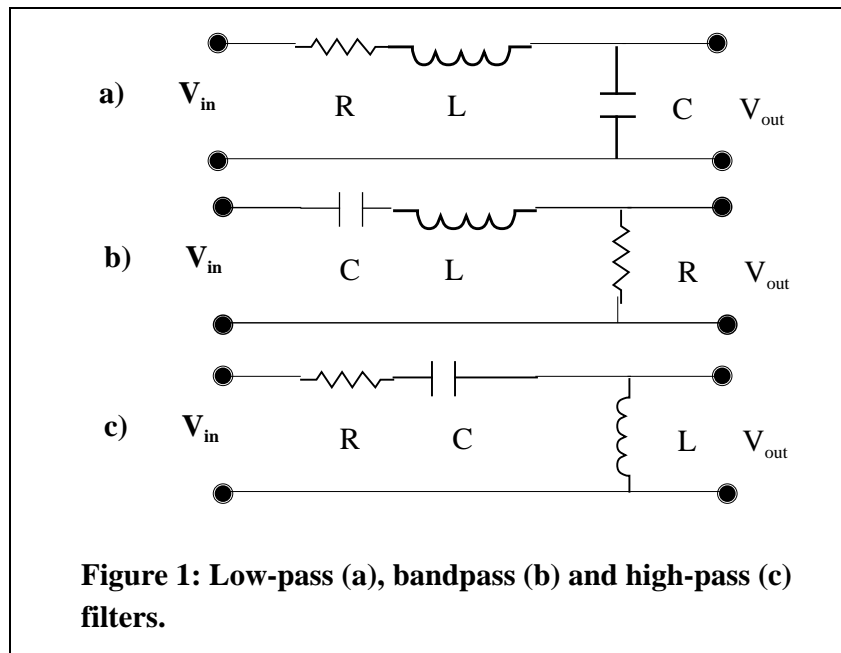 a) V_in R L C V_out
b) V_in C L R V_out
c) V_in R C L V_out
Figure 1: Low-pass (a), bandpass (b) and high-pass (c)
filters.